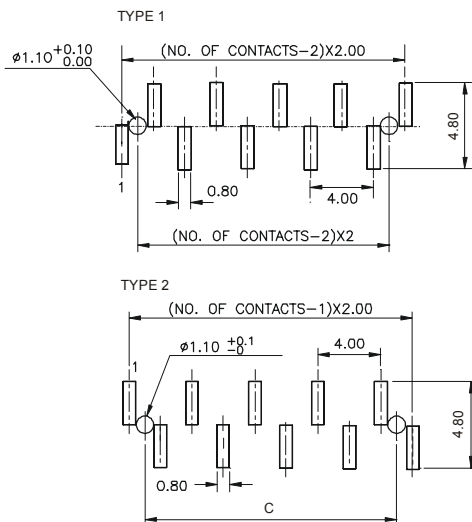 TYPE 1
(NO. OF CONTACTS-2)X2.00
ø1.10 +0.10 0.00
4.80
1
0.80
4.00
(NO. OF CONTACTS-2)X2
TYPE 2
(NO. OF CONTACTS-1)X2.00
ø1.10 +0.1 -0
1
4.00
4.80
0.80
C